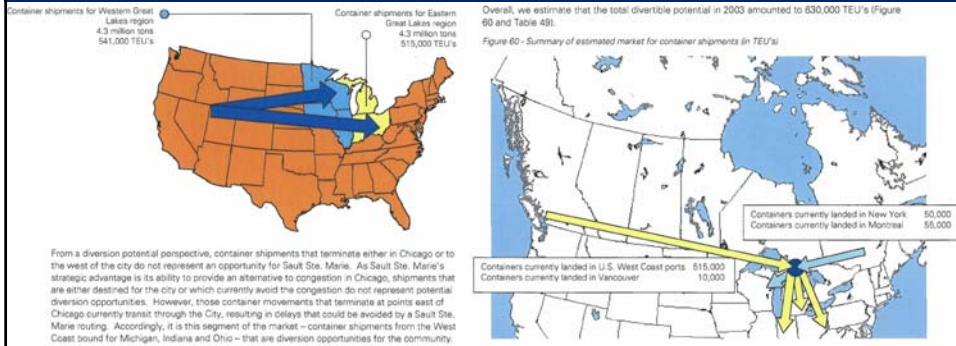 Container shipments for Western Great
Lakes region
4.3 million tons
541,000 TEU's
Container shipments for Eastern
Great Lakes region
4.3 million tons
515,000 TEU's
From a diversion potential perspective, container shipments that terminate either in Chicago or to
the west of the city do not represent an opportunity for Sault Ste. Marie. As Sault Ste. Marie's
strategic advantage is its ability to provide an alternative to congestion in Chicago, shipments that
are either destined for the city or which currently avoid the congestion do not represent potential
diversion opportunities. However, those container movements that terminate at points east of
Chicago currently transit through the City, resulting in delays that could be avoided by a Sault Ste.
Marie routing. Accordingly, it is this segment of the market – container shipments from the West
Coast bound for Michigan, Indiana and Ohio – that are diversion opportunities for the community.
Overall, we estimate that the total divertible potential in 2003 amounted to 630,000 TEU's (Figure
60 and Table 49).
Figure 60 - Summary of estimated market for container shipments (in TEU's)
Containers currently landed in New York 50,000
Containers currently landed in Montreal 55,000
Containers currently landed in U.S. West Coast ports 515,000
Containers currently landed in Vancouver 10,000